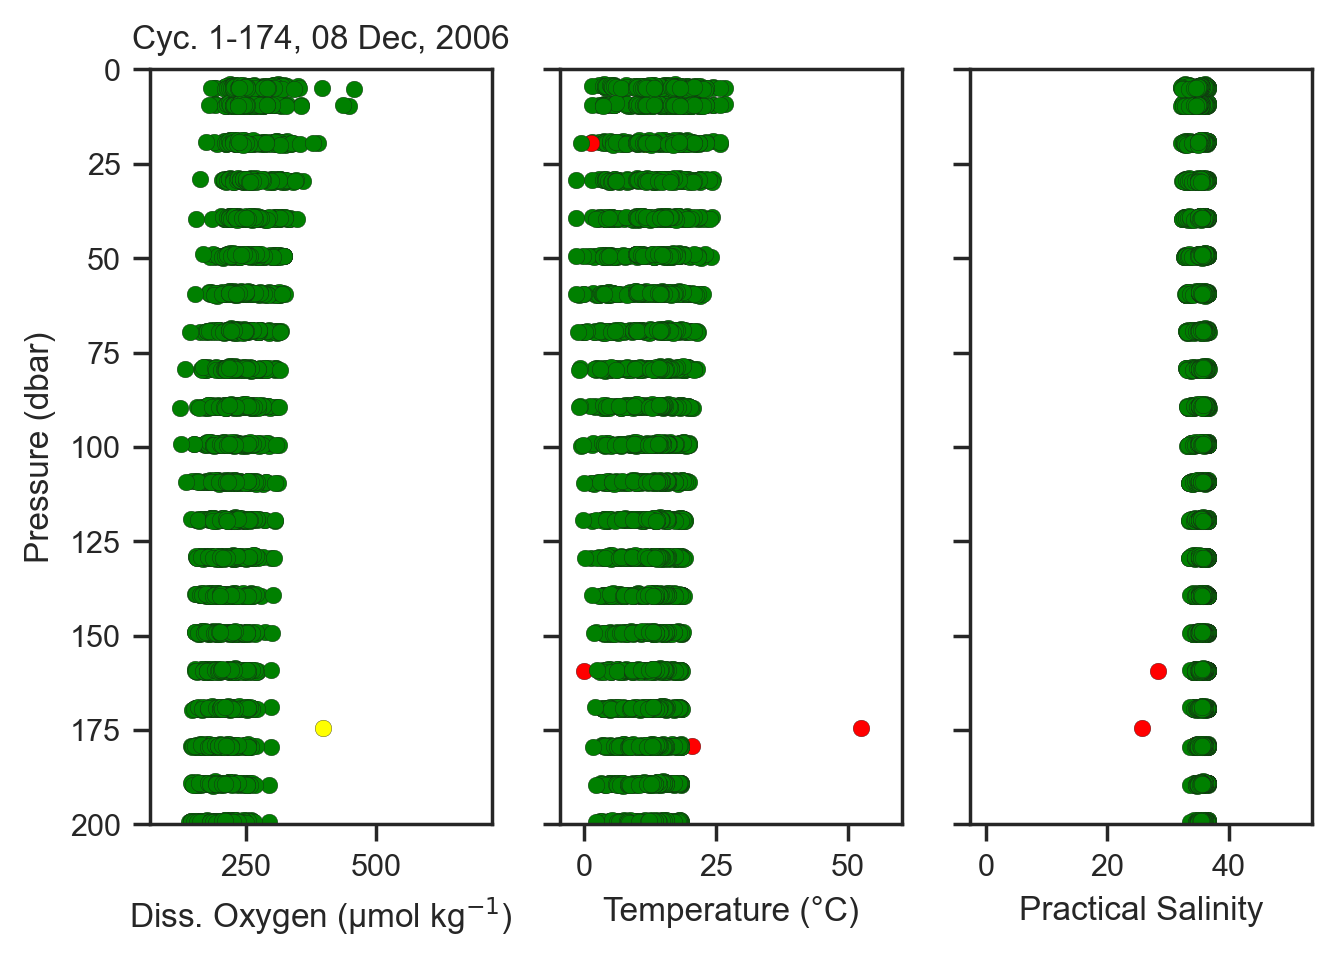 Cyc. 1-174, 08 Dec, 2006
0
25
50
75
100
125
150
175
200
Pressure (dbar)
250 500
0 25 50
0 20 40
Diss. Oxygen (µmol kg⁻¹)
Temperature (°C)
Practical Salinity